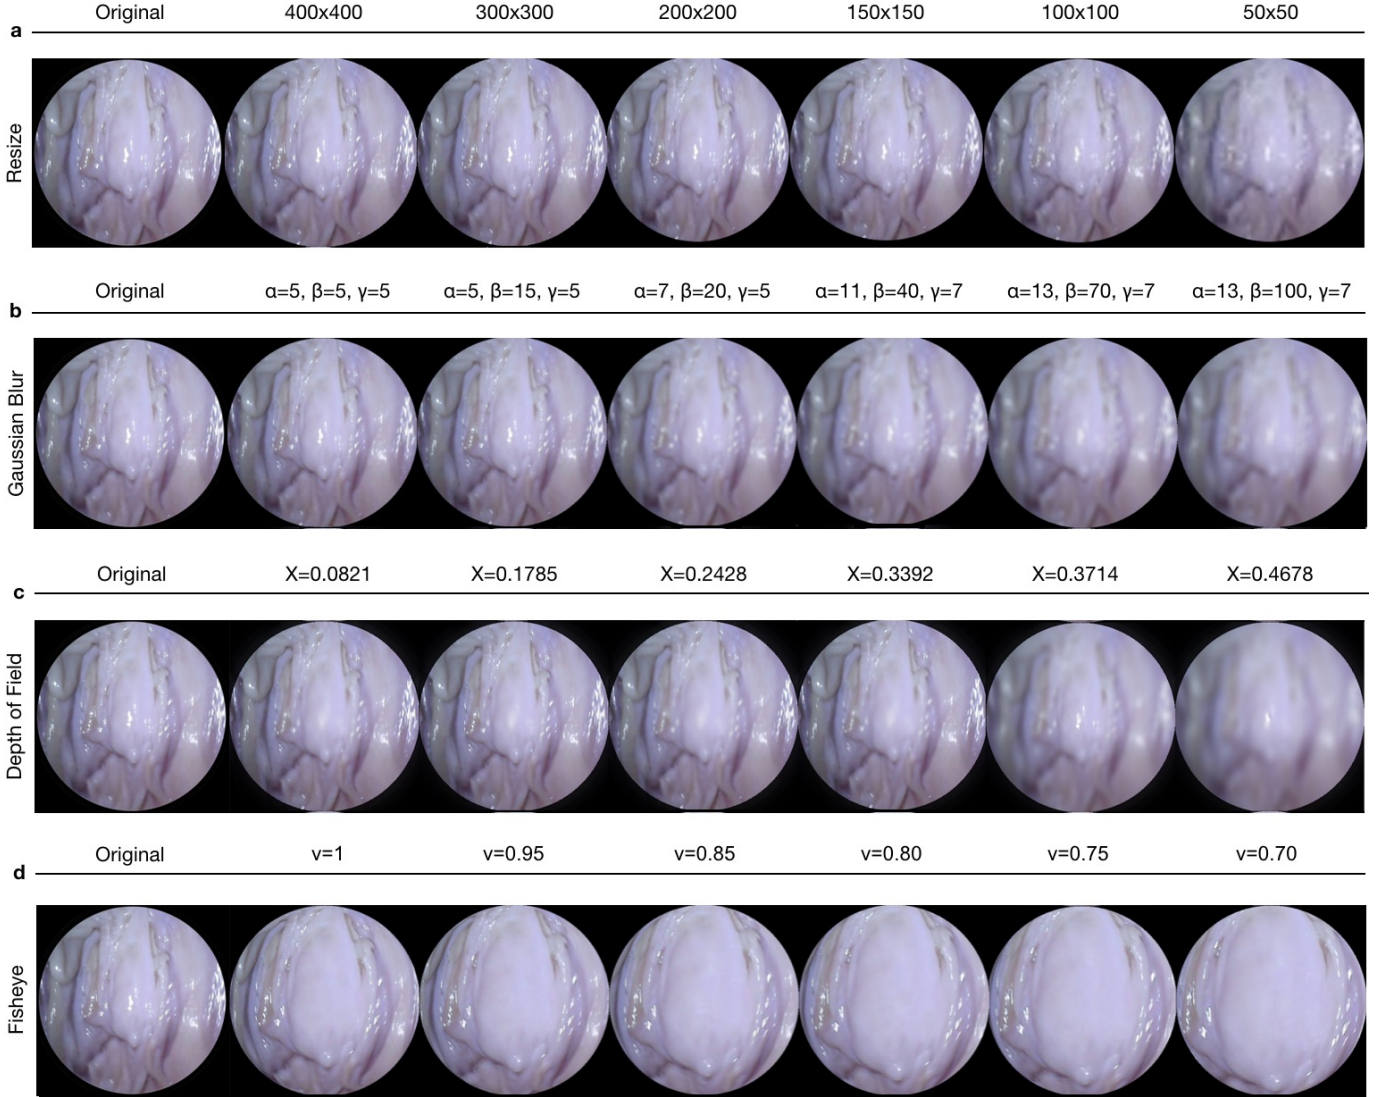 Original 400x400 300x300 200x200 150x150 100x100 50x50
a
Resize
Original α=5, β=5, γ=5 α=5, β=15, γ=5 α=7, β=20, γ=5 α=11, β=40, γ=7 α=13, β=70, γ=7 α=13, β=100, γ=7
b
Gaussian Blur
Original X=0.0821 X=0.1785 X=0.2428 X=0.3392 X=0.3714 X=0.4678
c
Depth of Field
Original v=1 v=0.95 v=0.85 v=0.80 v=0.75 v=0.70
d
Fisheye